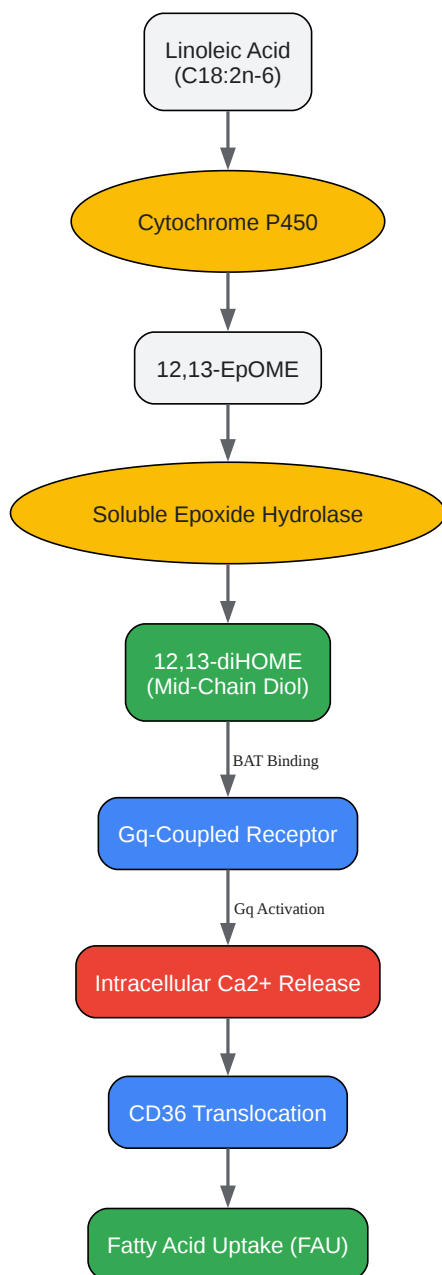 Linoleic Acid
(C18:2n-6)
Cytochrome P450
12,13-EpOME
Soluble Epoxide Hydrolase
12,13-diHOME
(Mid-Chain Diol)
BAT Binding
Gq-Coupled Receptor
Gq Activation
Intracellular Ca2+ Release
CD36 Translocation
Fatty Acid Uptake (FAU)